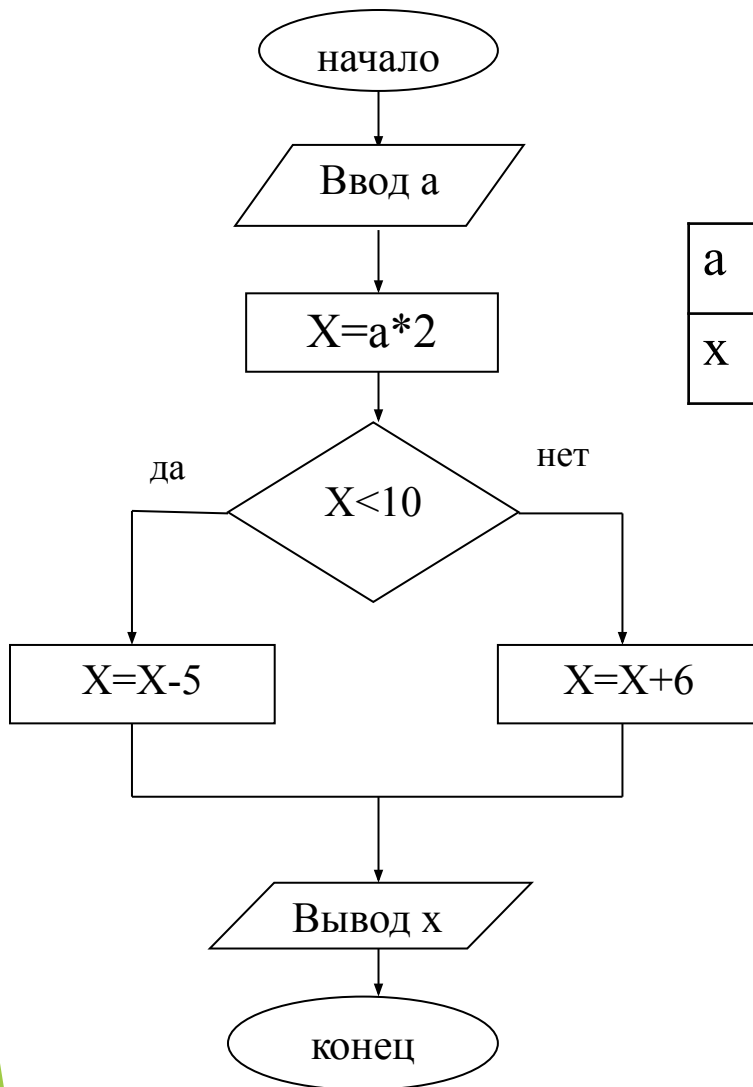 начало
Ввод a
X=a*2
a
x
да
нет
X<10
X=X-5
X=X+6
Вывод x
конец